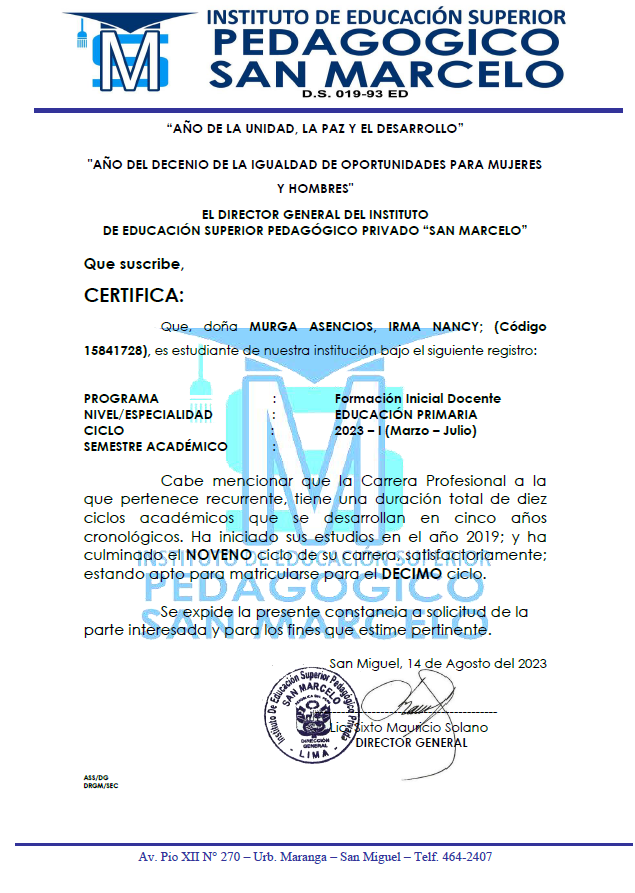 INSTITUTO DE EDUCACIÓN SUPERIOR
PEDAGOGICO
SAN MARCELO
D.S. 019-93 ED
“AÑO DE LA UNIDAD, LA PAZ Y EL DESARROLLO”
"AÑO DEL DECENIO DE LA IGUALDAD DE OPORTUNIDADES PARA MUJERES
Y HOMBRES"
EL DIRECTOR GENERAL DEL INSTITUTO
DE EDUCACIÓN SUPERIOR PEDAGÓGICO PRIVADO “SAN MARCELO”
Que suscribe,
CERTIFICA:
Que, doña MURGA ASENCIOS, IRMA NANCY; (Código
15841728), es estudiante de nuestra institución bajo el siguiente registro:
PROGRAMA : Formación Inicial Docente
NIVEL/ESPECIALIDAD : EDUCACIÓN PRIMARIA
CICLO : 2023 – I (Marzo – Julio)
SEMESTRE ACADÉMICO :
Cabe mencionar que la Carrera Profesional a la
que pertenece recurrente, tiene una duración total de diez
ciclos académicos que se desarrollan en cinco años
cronológicos. Ha iniciado sus estudios en el año 2019; y ha
culminado el NOVENO ciclo de su carrera, satisfactoriamente;
estando apto para matricularse para el DECIMO ciclo.
INSTITUTO DE EDUCACIÓN SUPERIOR
PEDAGOGICO
SAN MARCELO
Se expide la presente constancia a solicitud de la
parte interesada y para los fines que estime pertinente.
San Miguel, 14 de Agosto del 2023
Instituto De Educación Superior Pedagógico Privado
SAN MARCELO
DIRECCIÓN
GENERAL
- LIMA -
Lic. Sixto Mauricio Solano
DIRECTOR GENERAL
ASS/DG
DRGM/SEC
Av. Pio XII N° 270 – Urb. Maranga – San Miguel – Telf. 464-2407